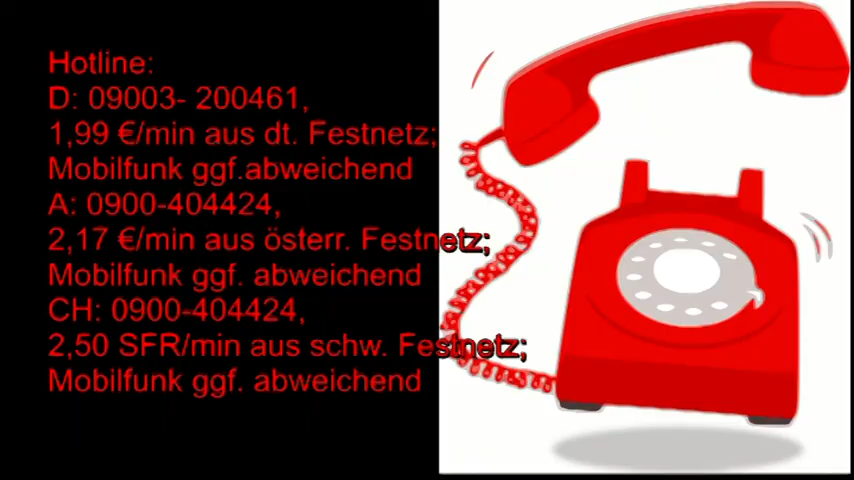 Hotline:
D: 09003- 200461,
1,99 €/min aus dt. Festnetz;
Mobilfunk ggf.abweichend
A: 0900-404424,
2,17 €/min aus österr. Festnetz;
Mobilfunk ggf. abweichend
CH: 0900-404424,
2,50 SFR/min aus schw. Festnetz;
Mobilfunk ggf. abweichend